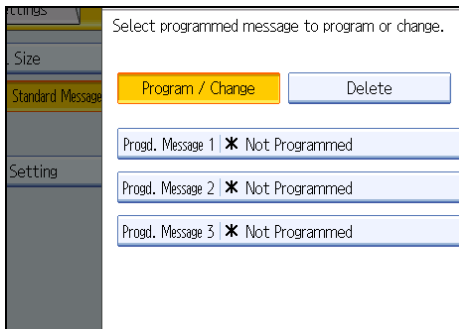 Select programmed message to program or change.
Size
Standard Message
Setting
Program / Change
Delete
Progd. Message 1 ✱ Not Programmed
Progd. Message 2 ✱ Not Programmed
Progd. Message 3 ✱ Not Programmed